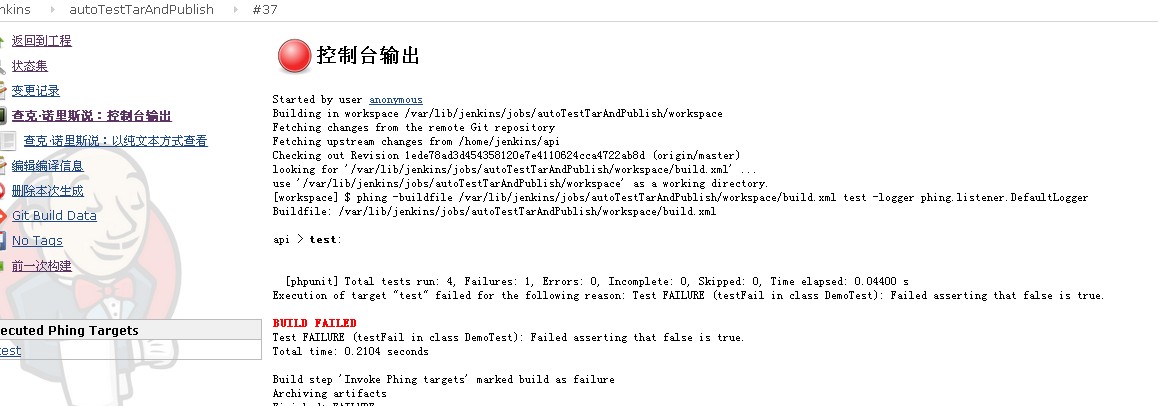 nkins autoTestTarAndPublish #37
返回到工程
状态集
变更记录
查克·诺里斯说：控制台输出
查克·诺里斯说：以纯文本方式查看
编辑编译信息
删除本次生成
Git Build Data
No Tags
前一次构建
ecuted Phing Targets
test
控制台输出
Started by user anonymous
Building in workspace /var/lib/jenkins/jobs/autoTestTarAndPublish/workspace
Fetching changes from the remote Git repository
Fetching upstream changes from /home/jenkins/api
Checking out Revision 1ede78ad3d454358120e7e4110624cca4722ab8d (origin/master)
looking for '/var/lib/jenkins/jobs/autoTestTarAndPublish/workspace/build.xml' ...
use '/var/lib/jenkins/jobs/autoTestTarAndPublish/workspace' as a working directory.
[workspace] $ phing -buildfile /var/lib/jenkins/jobs/autoTestTarAndPublish/workspace/build.xml test -logger phing.listener.DefaultLogger
Buildfile: /var/lib/jenkins/jobs/autoTestTarAndPublish/workspace/build.xml
api > test:
[phpunit] Total tests run: 4, Failures: 1, Errors: 0, Incomplete: 0, Skipped: 0, Time elapsed: 0.04400 s
Execution of target "test" failed for the following reason: Test FAILURE (testFail in class DemoTest): Failed asserting that false is true.
BUILD FAILED
Test FAILURE (testFail in class DemoTest): Failed asserting that false is true.
Total time: 0.2104 seconds
Build step 'Invoke Phing targets' marked build as failure
Archiving artifacts
Finished: FAILURE